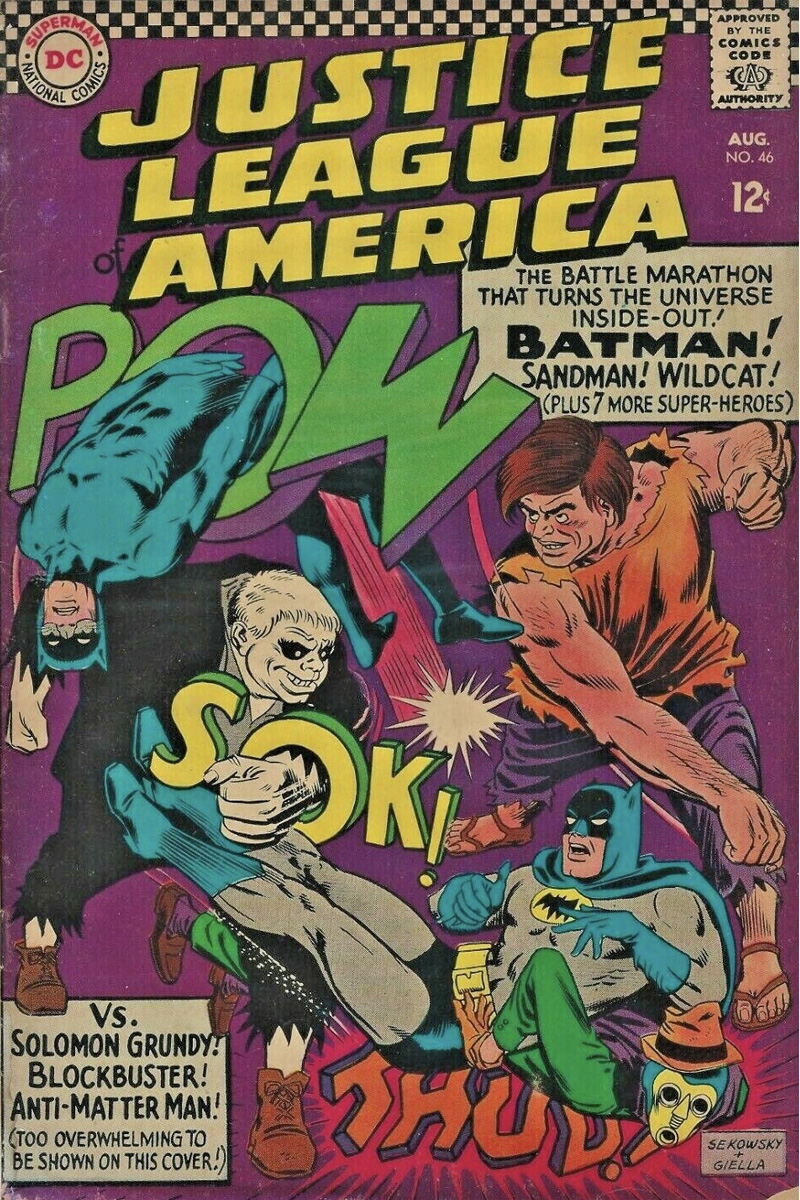 SUPERMAN
DC
NATIONAL COMICS
APPROVED
BY THE
COMICS
CODE
CA
AUTHORITY
JUSTICE
LEAGUE
of AMERICA
AUG.
NO. 46
12¢
THE BATTLE MARATHON
THAT TURNS THE UNIVERSE
INSIDE-OUT!
BATMAN!
SANDMAN! WILDCAT!
(PLUS 7 MORE SUPER-HEROES)
POW
SOK!
VS.
SOLOMON GRUNDY!
BLOCKBUSTER!
ANTI-MATTER MAN!
(TOO OVERWHELMING TO
BE SHOWN ON THIS COVER!)
THUD!
SEKOWSKY
+
GIELLA